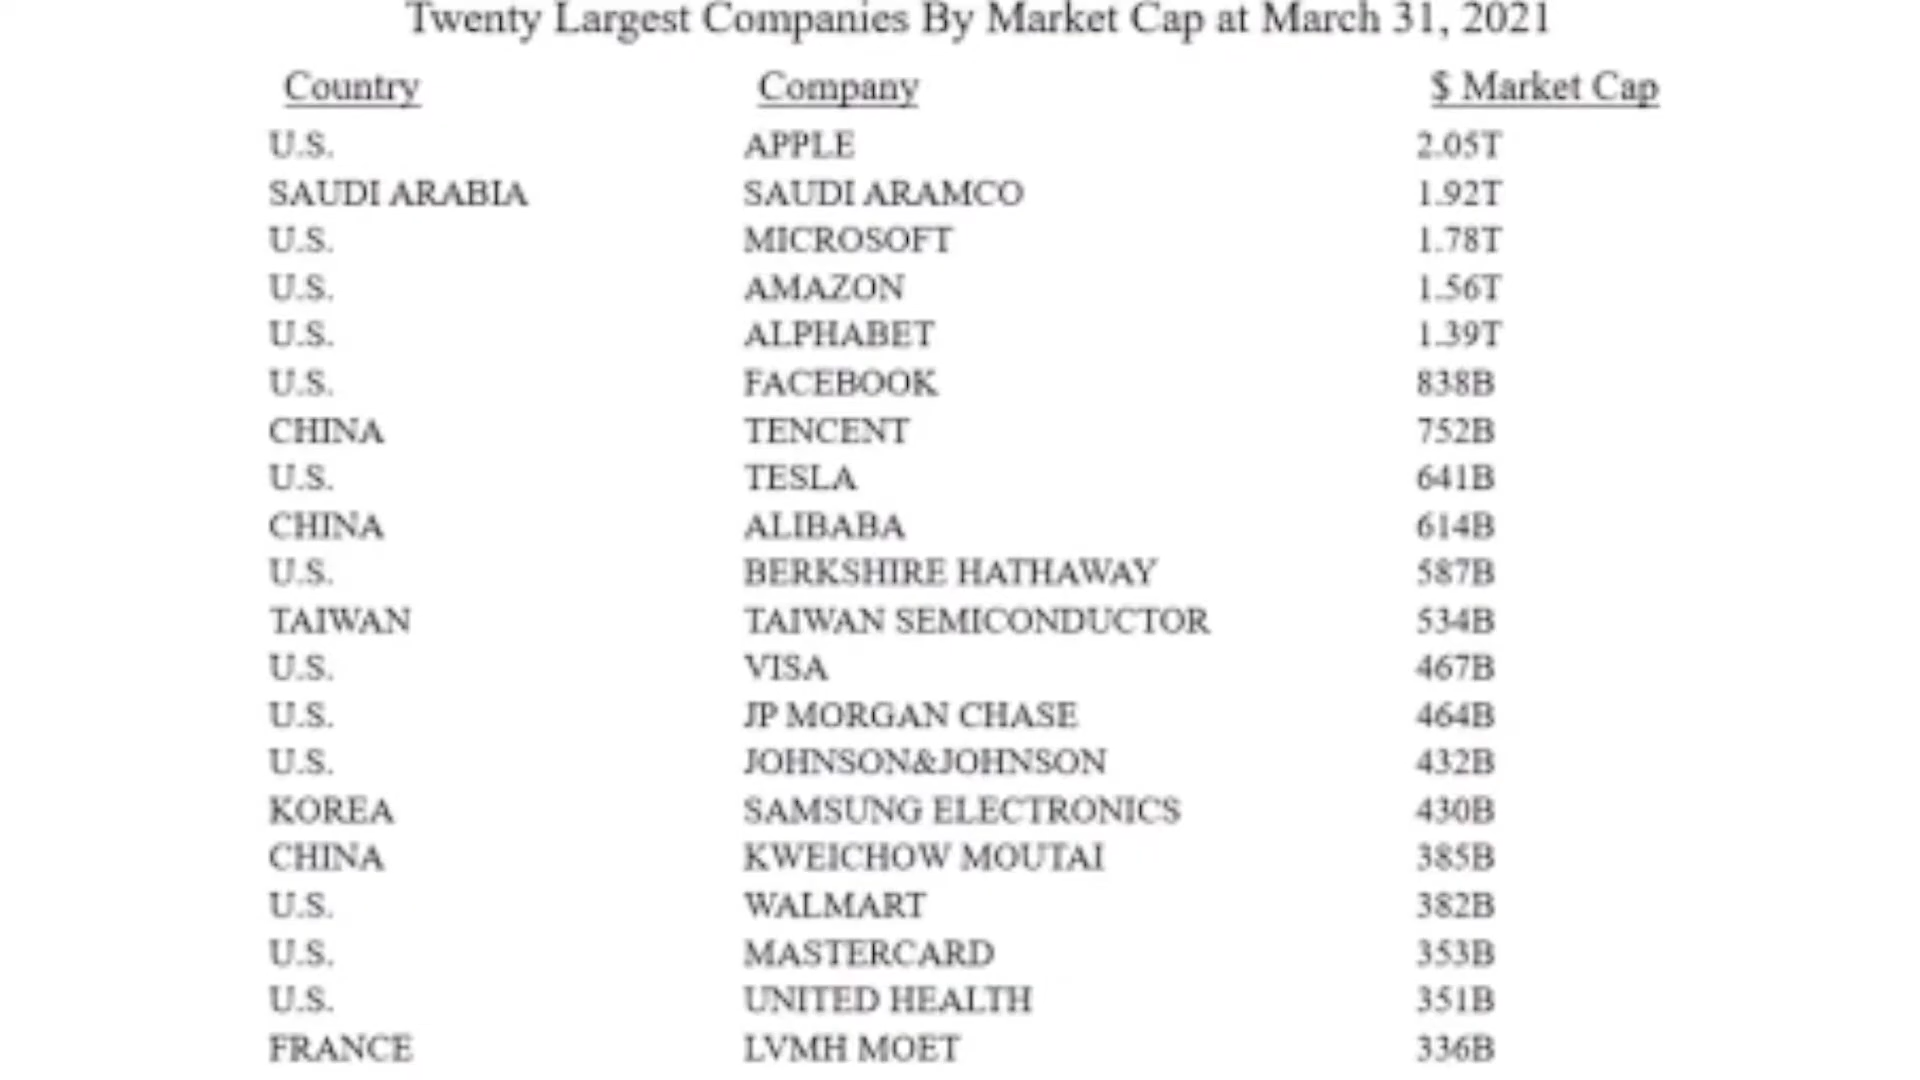 Twenty Largest Companies By Market Cap at March 31, 2021
Country Company $ Market Cap
U.S. APPLE 2.05T
SAUDI ARABIA SAUDI ARAMCO 1.92T
U.S. MICROSOFT 1.78T
U.S. AMAZON 1.56T
U.S. ALPHABET 1.39T
U.S. FACEBOOK 838B
CHINA TENCENT 752B
U.S. TESLA 641B
CHINA ALIBABA 614B
U.S. BERKSHIRE HATHAWAY 587B
TAIWAN TAIWAN SEMICONDUCTOR 534B
U.S. VISA 467B
U.S. JP MORGAN CHASE 464B
U.S. JOHNSON&JOHNSON 432B
KOREA SAMSUNG ELECTRONICS 430B
CHINA KWEICHOW MOUTAI 385B
U.S. WALMART 382B
U.S. MASTERCARD 353B
U.S. UNITED HEALTH 351B
FRANCE LVMH MOET 336B